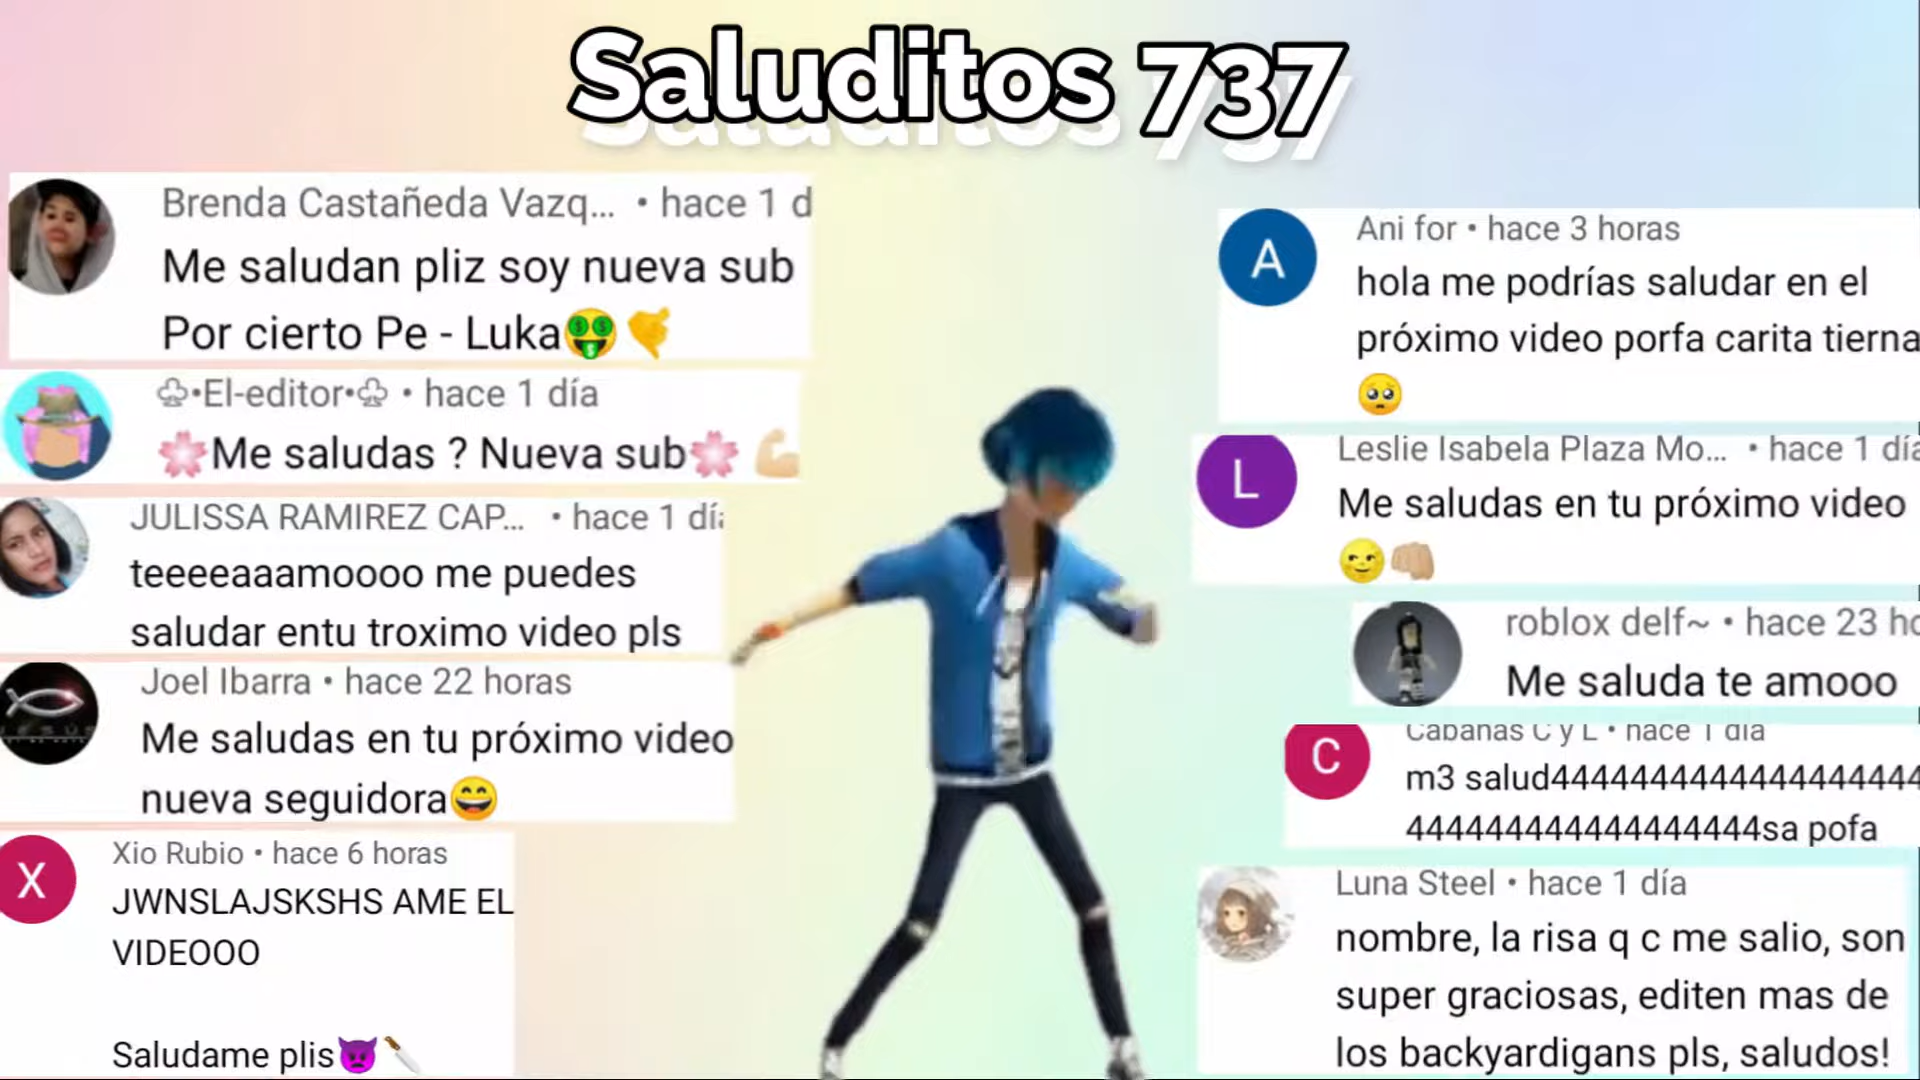 Saluditos 737
Brenda Castañeda Vazq... • hace 1 d
Me saludan pliz soy nueva sub
Por cierto Pe - Luka🤑🤙
♧•El-editor•♧ • hace 1 día
🌸Me saludas ? Nueva sub🌸 💪🏼
JULISSA RAMIREZ CAP... • hace 1 día
teeeeaaamoooo me puedes
saludar entu troximo video pls
Joel Ibarra • hace 22 horas
Me saludas en tu próximo video
nueva seguidora😄
X
Xio Rubio • hace 6 horas
JWNSLAJSKSHS AME EL
VIDEOOO
Saludame plis👿🔪
A
Ani for • hace 3 horas
hola me podrías saludar en el
próximo video porfa carita tierna
🥺
L
Leslie Isabela Plaza Mo... • hace 1 día
Me saludas en tu próximo video
🌝👊🏼
roblox delf~ • hace 23 ho
Me saluda te amooo
C
Cabañas C y L • hace 1 día
m3 salud44444444444444444444
44444444444444444444sa pofa
Luna Steel • hace 1 día
nombre, la risa q c me salio, son
super graciosas, editen mas de
los backyardigans pls, saludos!